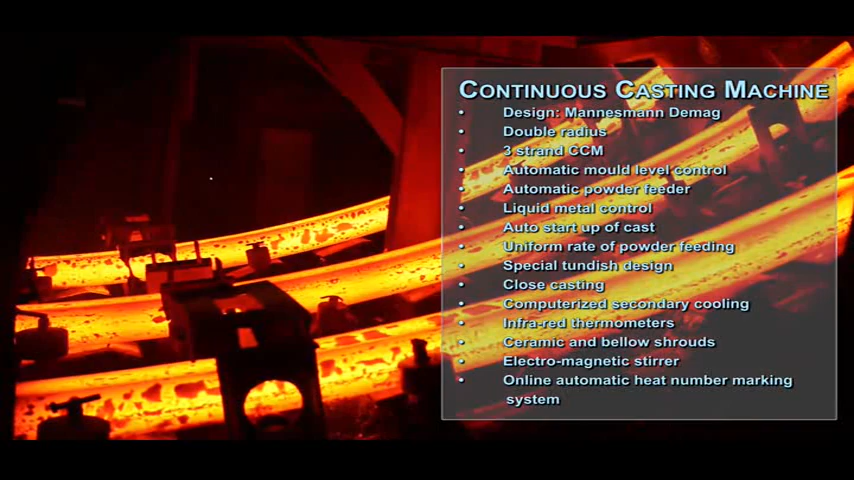 CONTINUOUS CASTING MACHINE
• Design: Mannesmann Demag
• Double radius
• 3 strand CCM
• Automatic mould level control
• Automatic powder feeder
• Liquid metal control
• Auto start up of cast
• Uniform rate of powder feeding
• Special tundish design
• Close casting
• Computerized secondary cooling
• Infra-red thermometers
• Ceramic and bellow shrouds
• Electro-magnetic stirrer
• Online automatic heat number marking
system